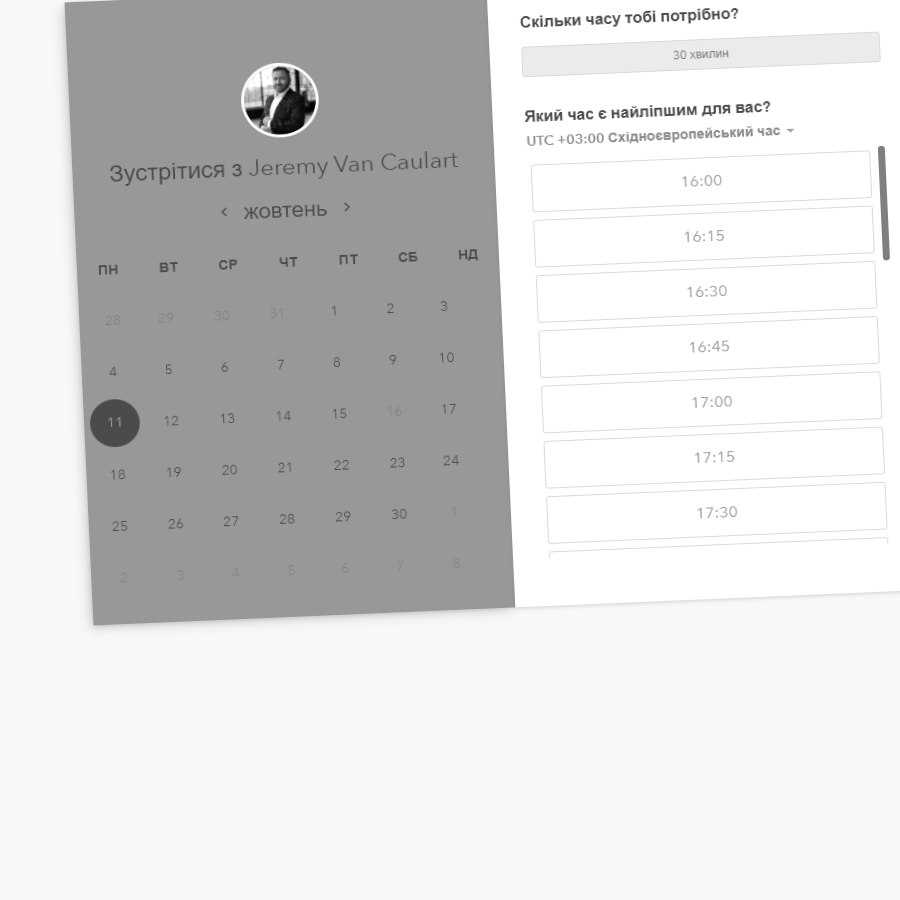 Зустрітися з Jeremy Van Caulart
‹ жовтень ›
ПН ВТ СР ЧТ ПТ СБ НД
28 29 30 31 1 2 3
4 5 6 7 8 9 10
11 12 13 14 15 16 17
18 19 20 21 22 23 24
25 26 27 28 29 30 1
2 3 4 5 6 7 8
Скільки часу тобі потрібно?
30 хвилин
Який час є найліпшим для вас?
UTC +03:00 Східноєвропейський час
16:00
16:15
16:30
16:45
17:00
17:15
17:30